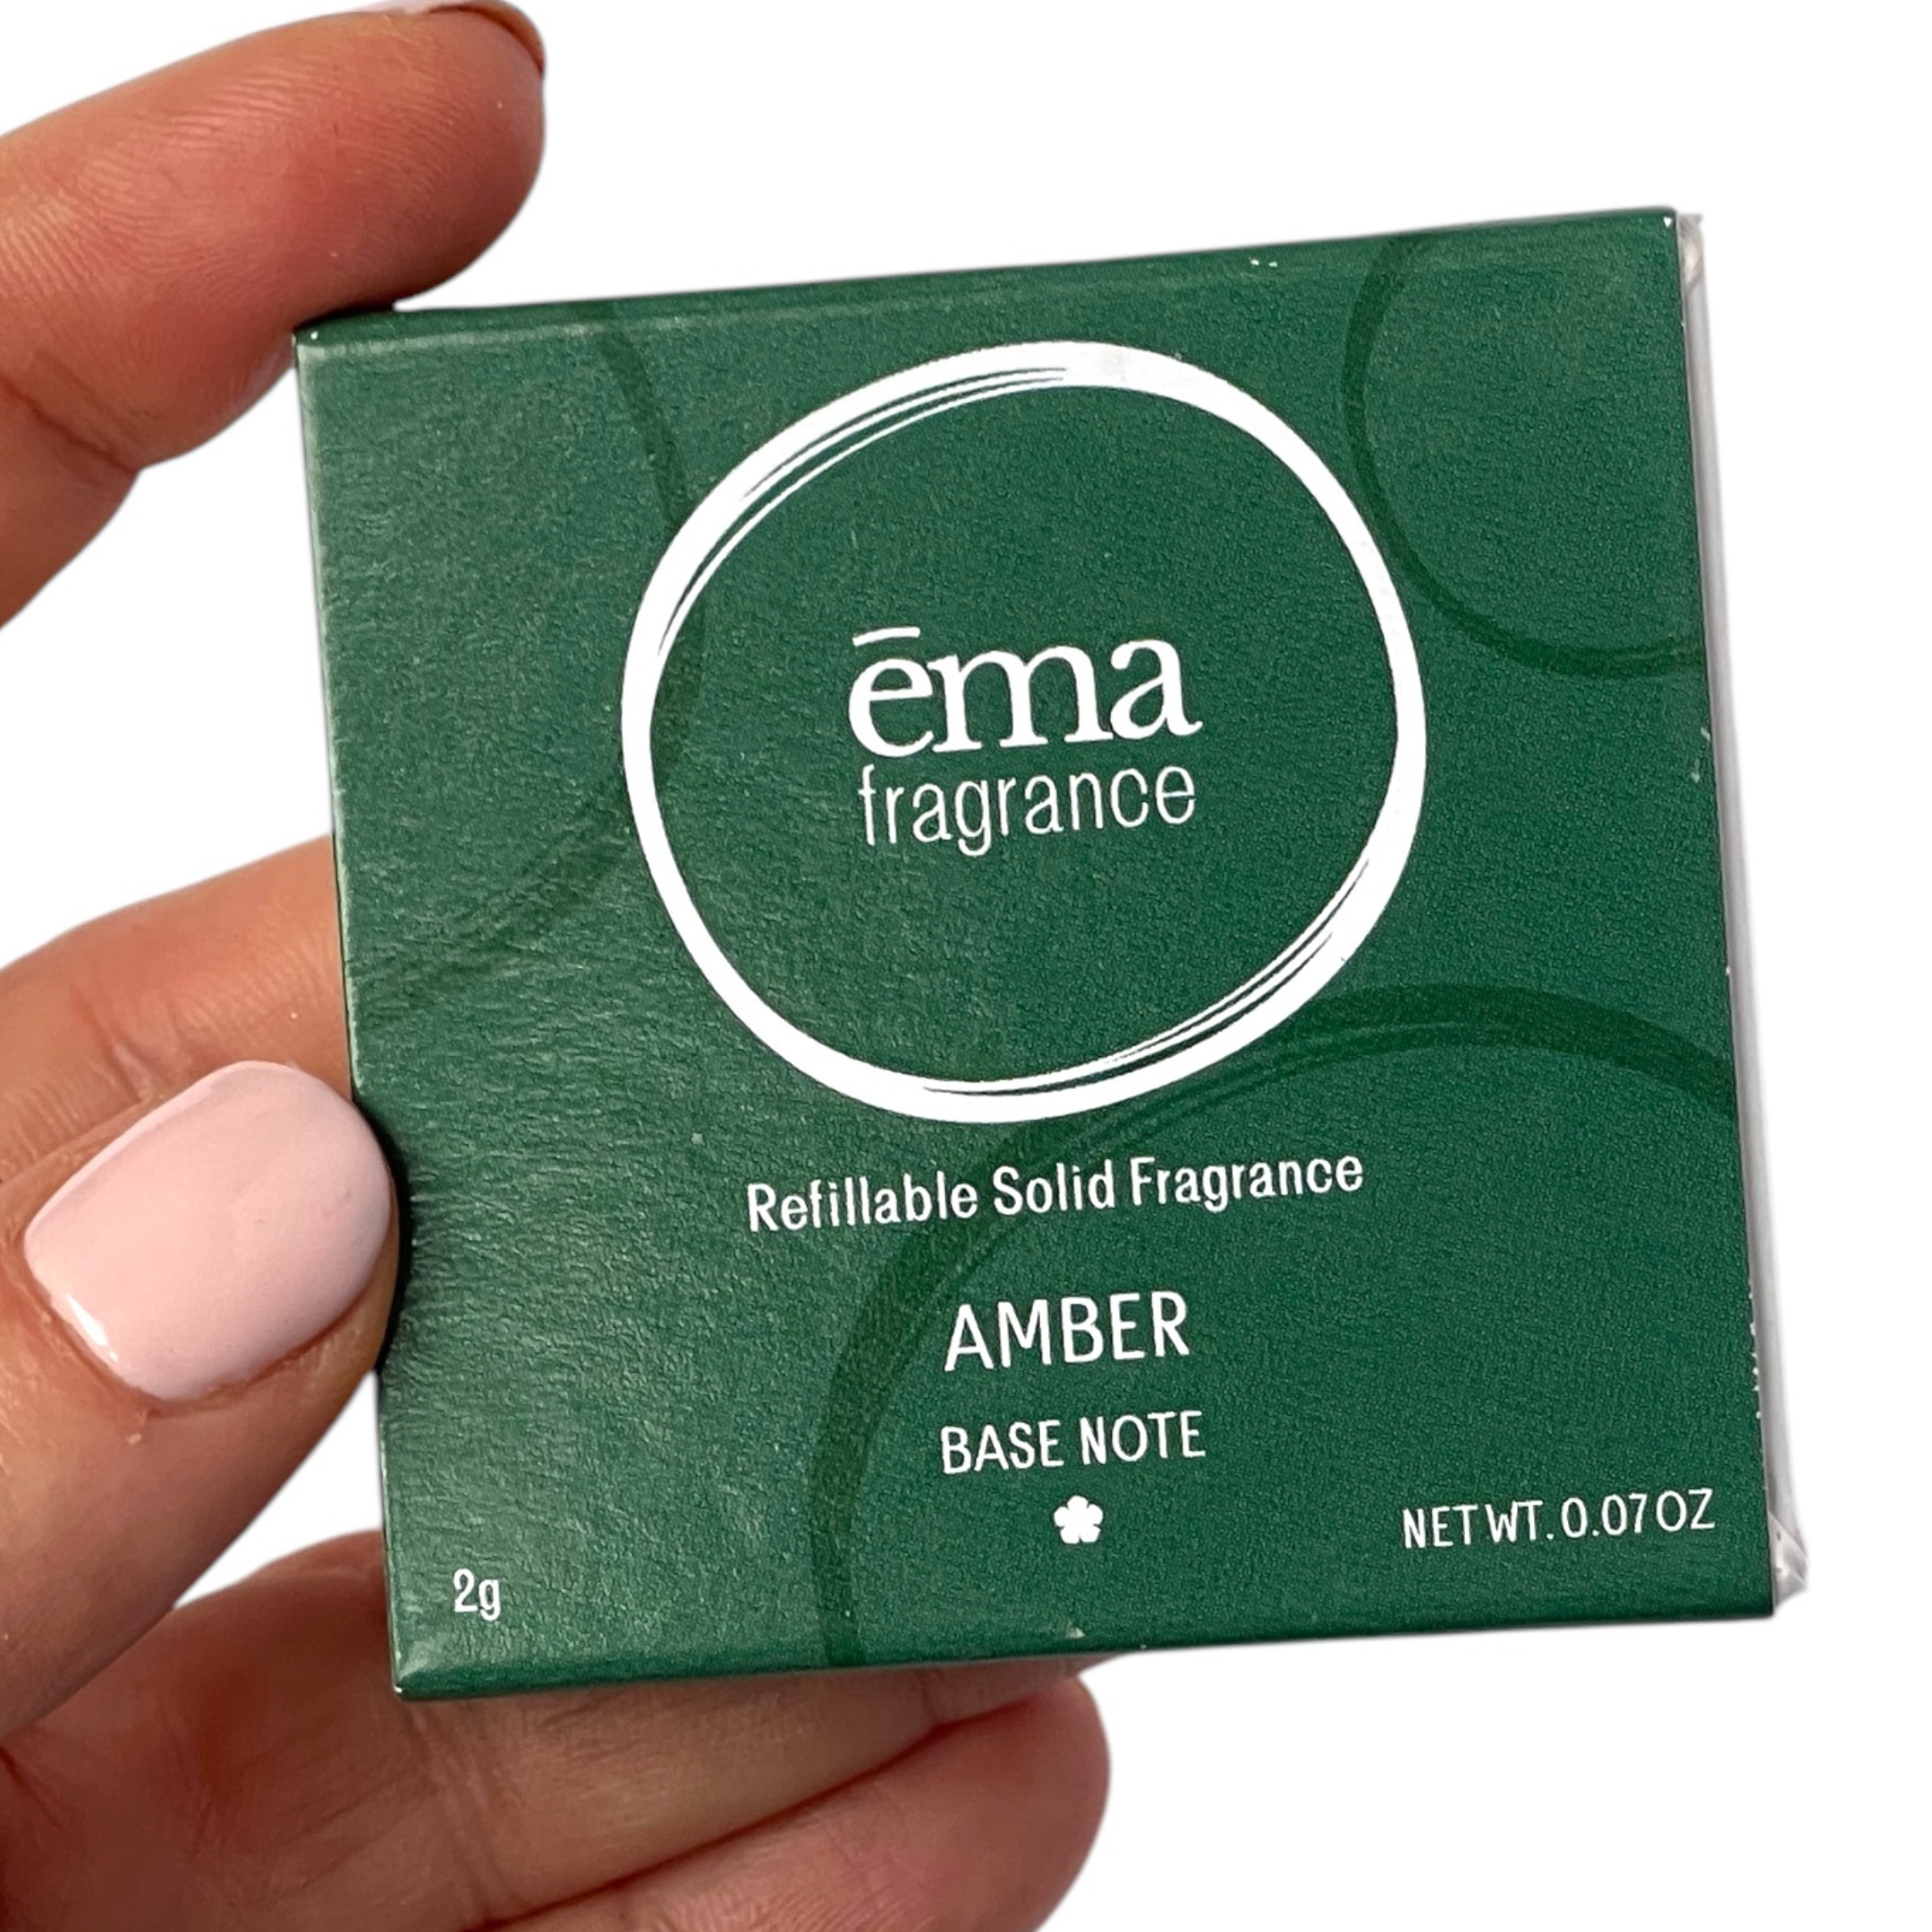 ēma
fragrance
Refillable Solid Fragrance
AMBER
BASE NOTE
2g
NET WT. 0.07 OZ